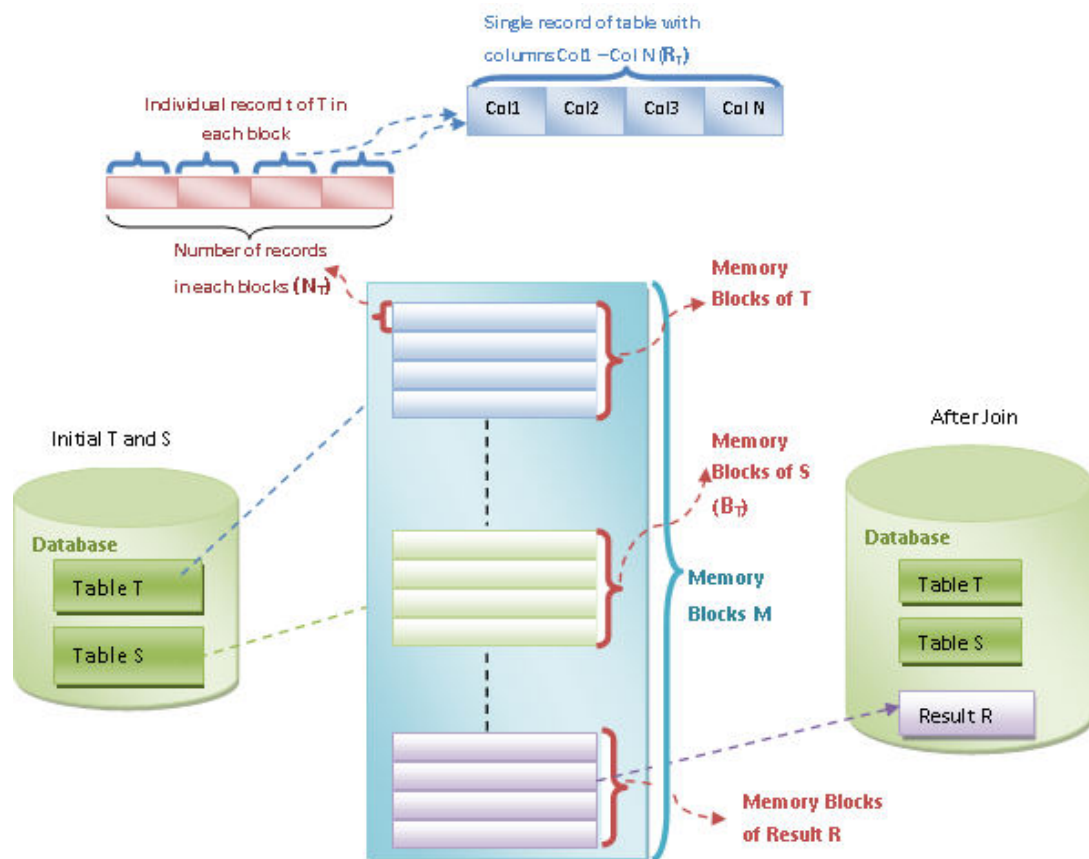 Single record of table with
columns Col1 – Col N (R_T)
Col1 Col2 Col3 Col N
Individual record t of T in
each block
Number of records
in each blocks (N_T)
Memory
Blocks of T
Initial T and S
Database
Table T
Table S
Memory
Blocks of S
(B_T)
Memory
Blocks M
After Join
Database
Table T
Table S
Result R
Memory Blocks
of Result R